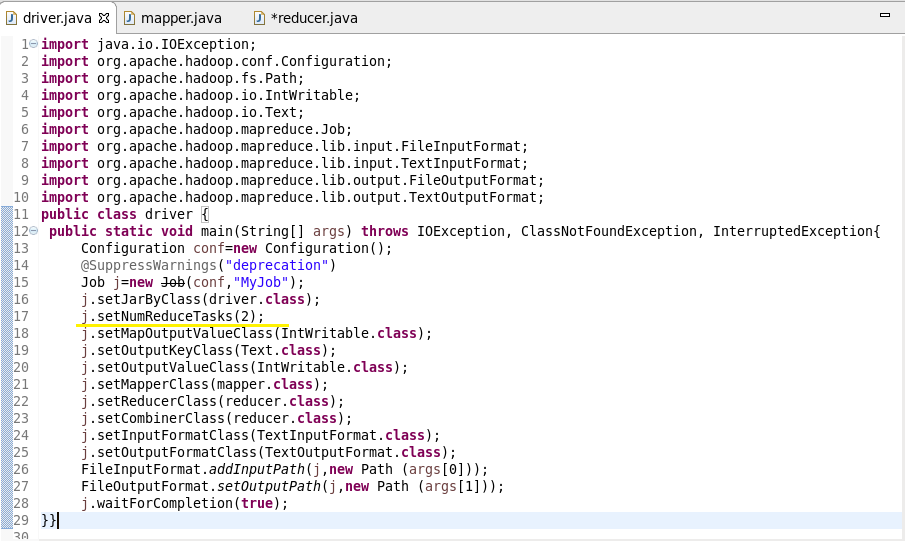 driver.java mapper.java *reducer.java
1 import java.io.IOException;
2 import org.apache.hadoop.conf.Configuration;
3 import org.apache.hadoop.fs.Path;
4 import org.apache.hadoop.io.IntWritable;
5 import org.apache.hadoop.io.Text;
6 import org.apache.hadoop.mapreduce.Job;
7 import org.apache.hadoop.mapreduce.lib.input.FileInputFormat;
8 import org.apache.hadoop.mapreduce.lib.input.TextInputFormat;
9 import org.apache.hadoop.mapreduce.lib.output.FileOutputFormat;
10 import org.apache.hadoop.mapreduce.lib.output.TextOutputFormat;
11 public class driver {
12 public static void main(String[] args) throws IOException, ClassNotFoundException, InterruptedException{
13 Configuration conf=new Configuration();
14 @SuppressWarnings("deprecation")
15 Job j=new Job(conf,"MyJob");
16 j.setJarByClass(driver.class);
17 j.setNumReduceTasks(2);
18 j.setMapOutputValueClass(IntWritable.class);
19 j.setOutputKeyClass(Text.class);
20 j.setOutputValueClass(IntWritable.class);
21 j.setMapperClass(mapper.class);
22 j.setReducerClass(reducer.class);
23 j.setCombinerClass(reducer.class);
24 j.setInputFormatClass(TextInputFormat.class);
25 j.setOutputFormatClass(TextOutputFormat.class);
26 FileInputFormat.addInputPath(j,new Path (args[0]));
27 FileOutputFormat.setOutputPath(j,new Path (args[1]));
28 j.waitForCompletion(true);
29 }}
30